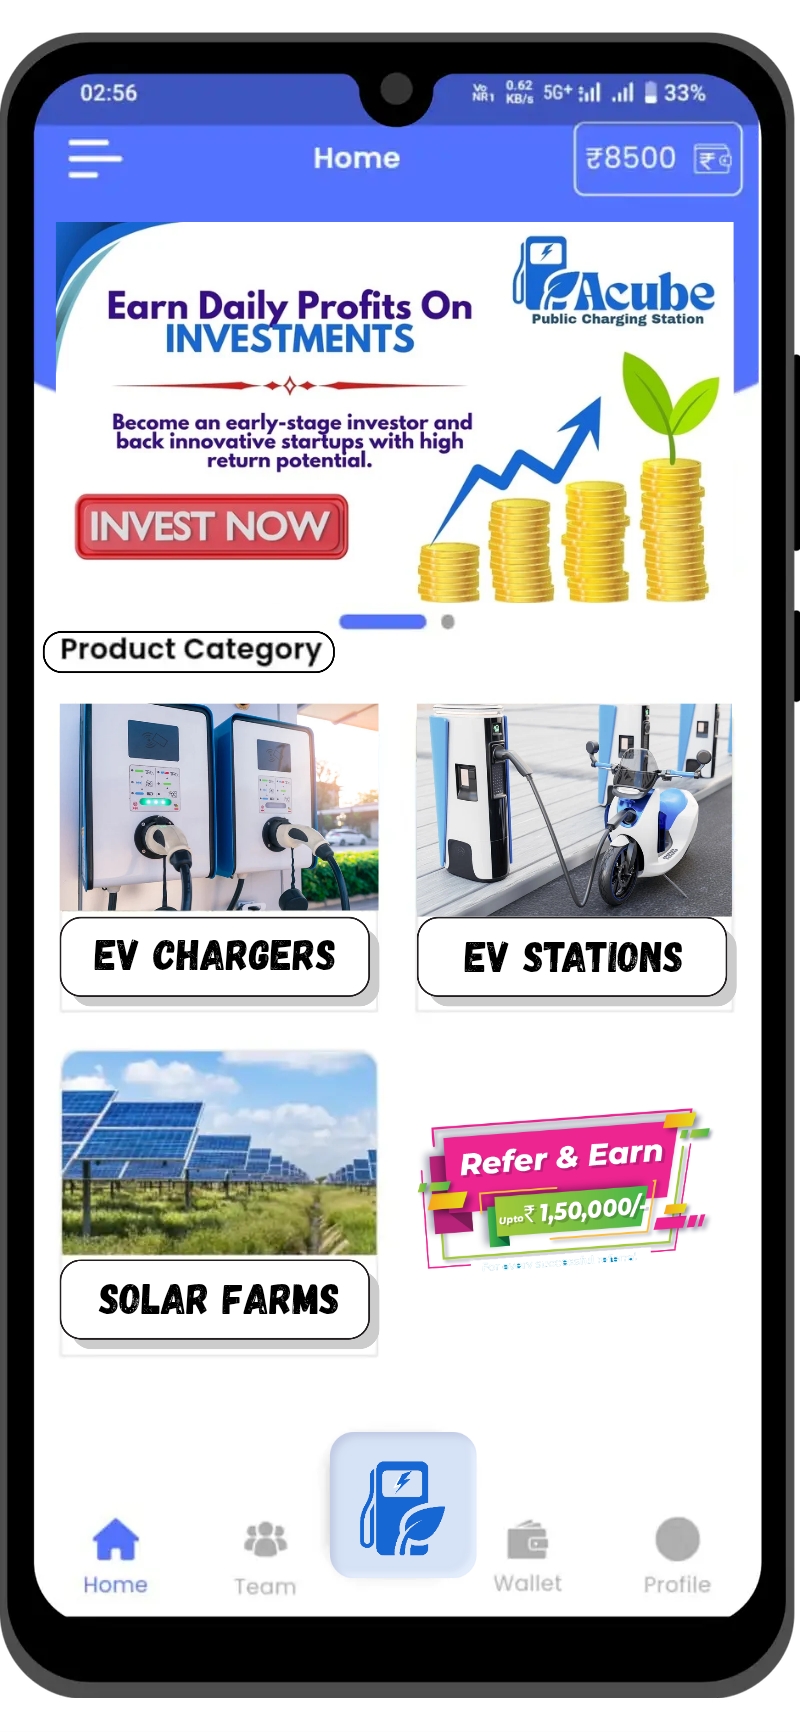 02:56
Vo NR1 0.62 KB/s 5G+ 33%
Home
₹8500
Earn Daily Profits On
INVESTMENTS
Acube
Public Charging Station
Become an early-stage investor and
back innovative startups with high
return potential.
INVEST NOW
Product Category
EV CHARGERS
EV STATIONS
Refer & Earn
Upto ₹ 1,50,000/-
SOLAR FARMS
Home
Team
Wallet
Profile